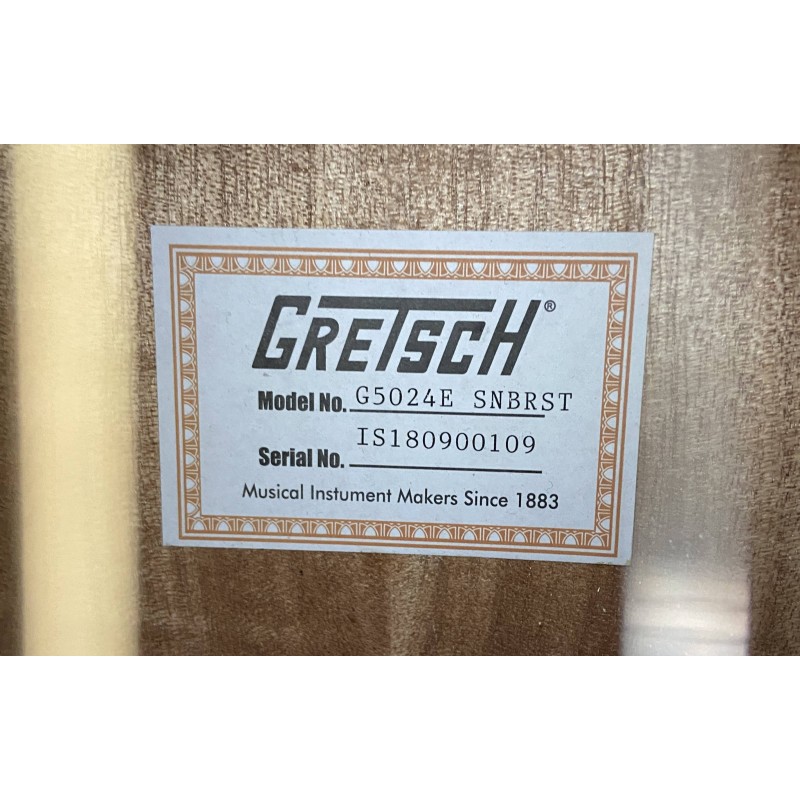 GRETSCH®
Model No. G5024E SNBRST
Serial No. IS180900109
Musical Instument Makers Since 1883